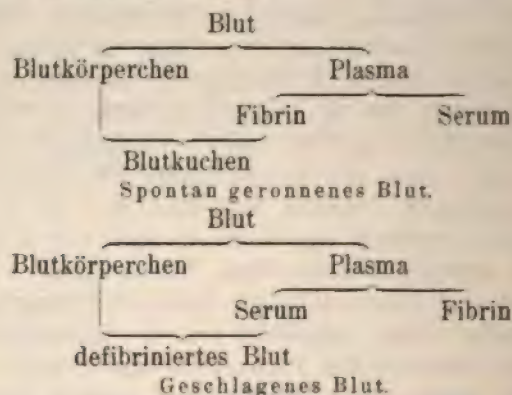 Blut
Blutkörperchen Plasma
Fibrin Serum
Blutkuchen
Spontan geronnenes Blut.
Blut
Blutkörperchen Plasma
Serum Fibrin
defibriniertes Blut
Geschlagenes Blut.